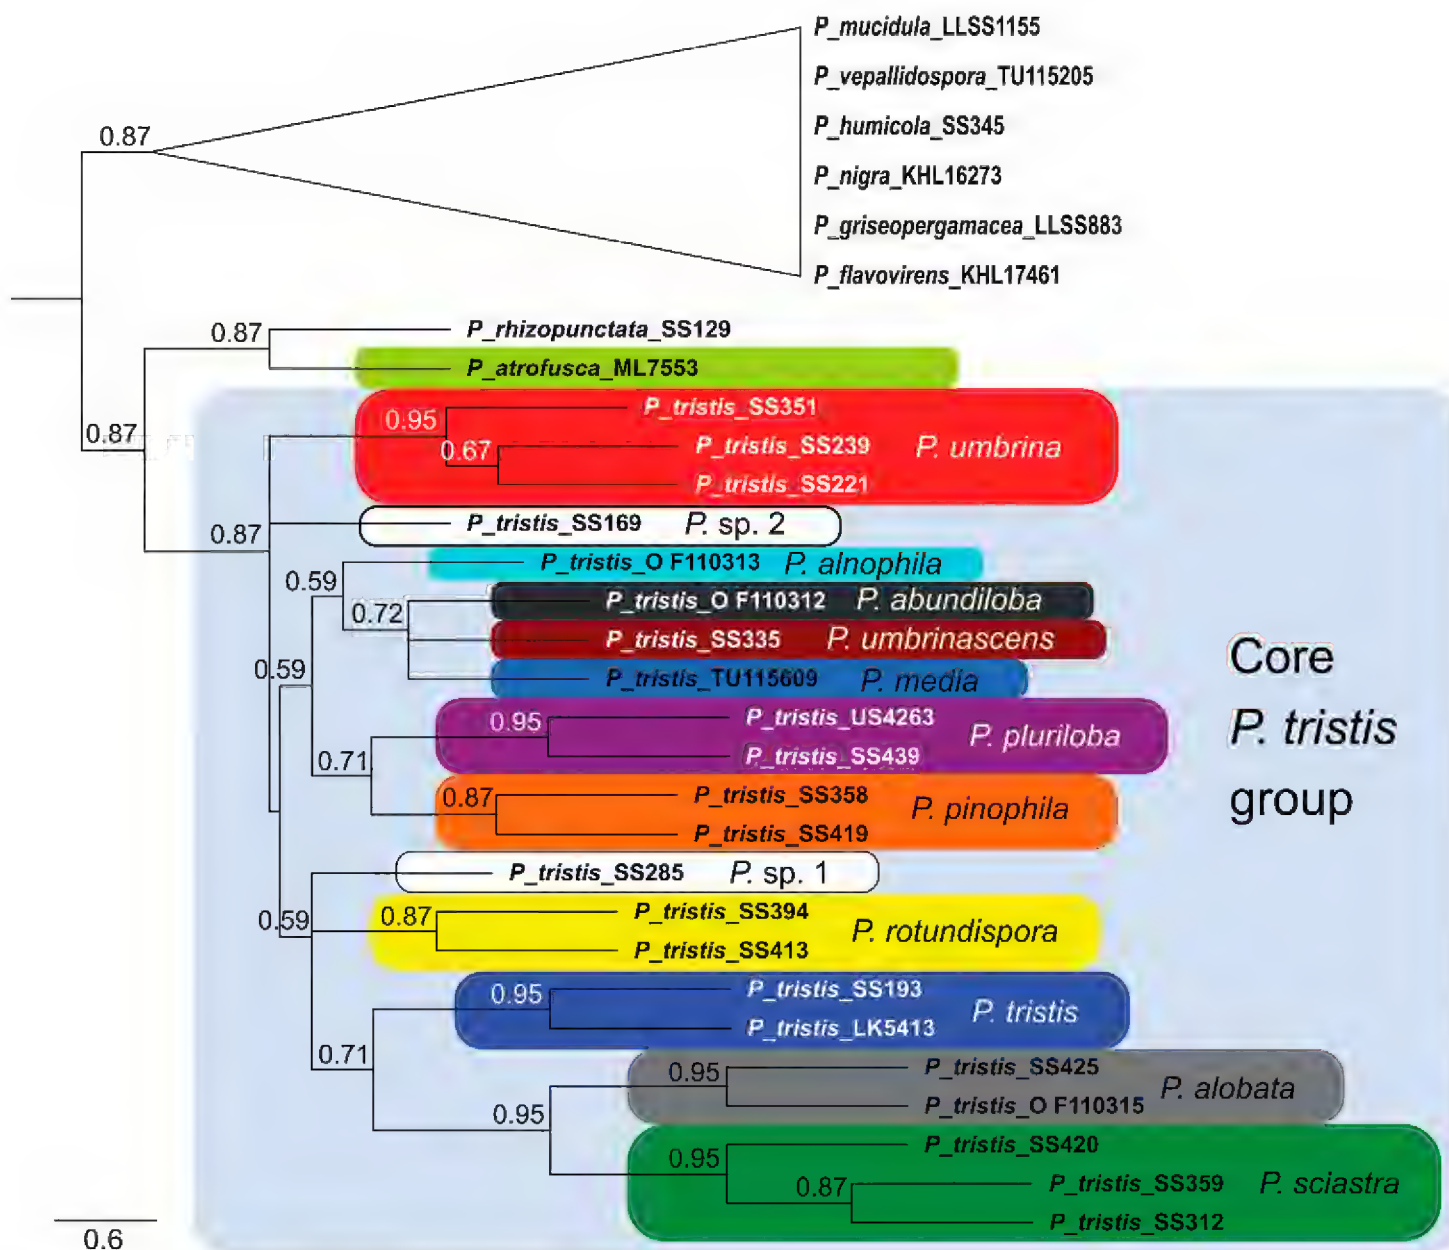 P_mucidula_LLSS1155
P_vepallidospora_TU115205
0.87
P_humicola_SS345
P_nigra_KHL16273
P_griseopergamacea_LLSS883
P_flavovirens_KHL17461
0.87
P_rhizopunctata_SS129
P_atrofusca_ML7553
0.87
0.95
P_tristis_SS351
0.67
P_tristis_SS239
P. umbrina
P_tristis_SS221
0.87
P_tristis_SS169 P. sp. 2
0.59
P_tristis_O F110313 P. alnophila
0.72
P_tristis_O F110312 P. abundiloba
P_tristis_SS335 P. umbrinascens
0.59
P_tristis_TU115609 P. media
Core
P. tristis
group
0.95
P_tristis_US4263
P. pluriloba
P_tristis_SS439
0.71
0.87
P_tristis_SS358
P. pinophila
P_tristis_SS419
P_tristis_SS285 P. sp. 1
0.59
0.87
P_tristis_SS394
P. rotundispora
P_tristis_SS413
0.95
P_tristis_SS193
P. tristis
P_tristis_LK5413
0.71
0.95
P_tristis_SS425
P. alobata
P_tristis_O F110315
0.95
0.95
P_tristis_SS420
0.87
P_tristis_SS359 P. sciastra
P_tristis_SS312
0.6